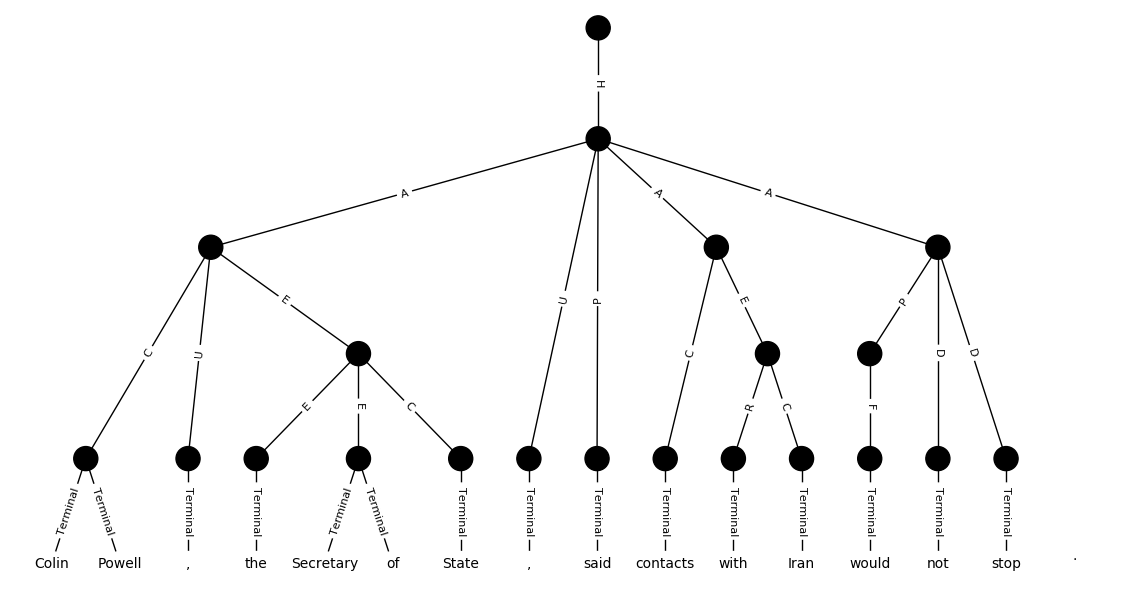 H
A A A
U P
E C E P
C U C D D
E E C R C F
Terminal Terminal Terminal Terminal Terminal Terminal Terminal Terminal Terminal Terminal Terminal Terminal Terminal Terminal Terminal
Colin Powell , the Secretary of State , said contacts with Iran would not stop .